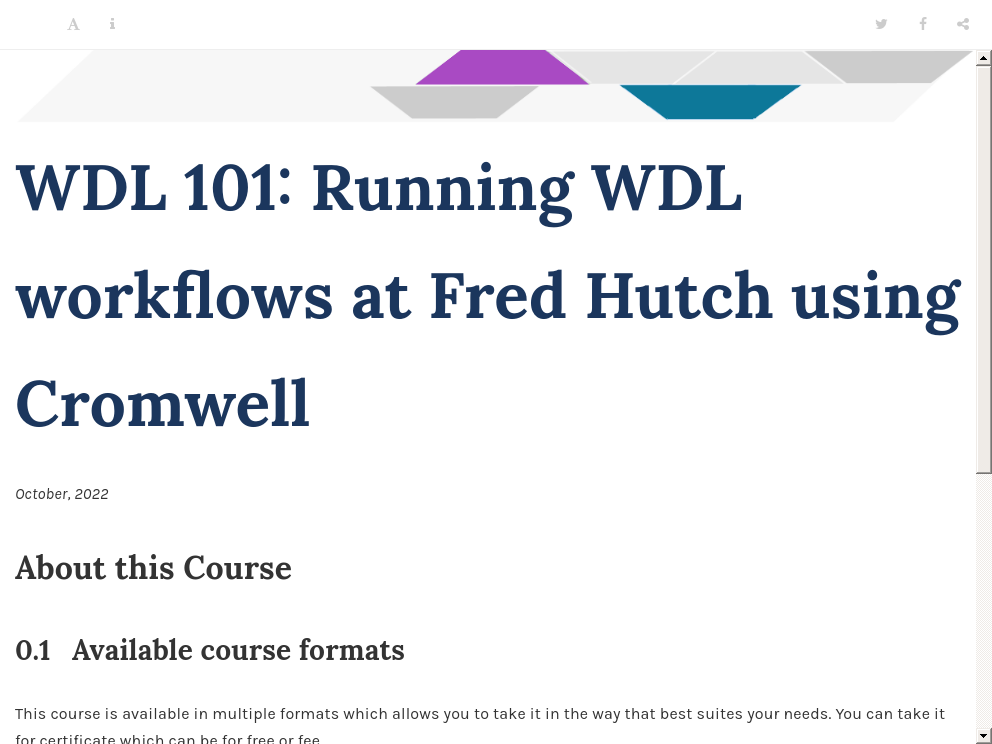 WDL 101: Running WDL
workflows at Fred Hutch using
Cromwell
October, 2022
About this Course
0.1 Available course formats
This course is available in multiple formats which allows you to take it in the way that best suites your needs. You can take it
for certificate which can be for free or fee.